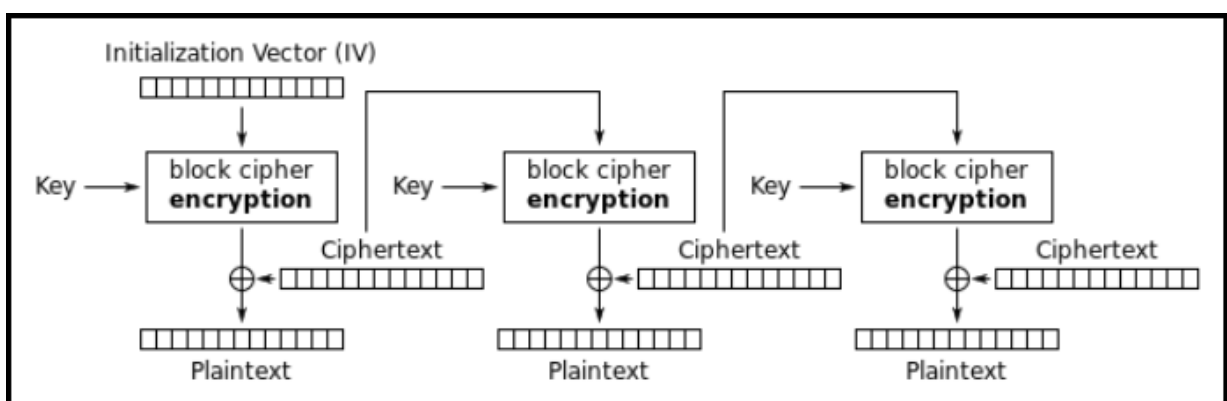 Initialization Vector (IV)
Key
block cipher
encryption
Ciphertext
Plaintext
Key
block cipher
encryption
Ciphertext
Plaintext
Key
block cipher
encryption
Ciphertext
Plaintext